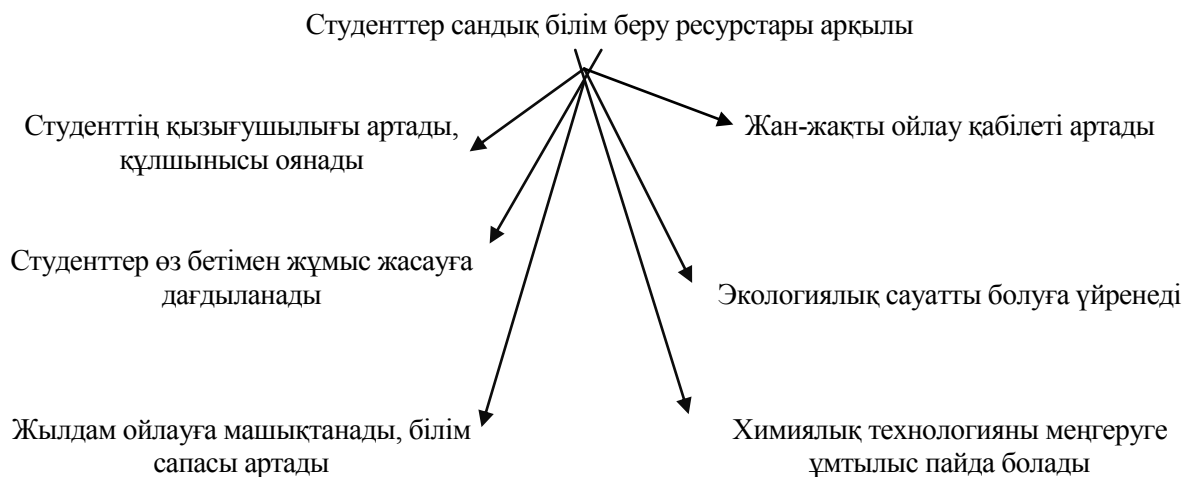 Студенттер сандық білім беру ресурстары арқылы
Студенттің қызығушылығы артады,
құлшынысы оянады
Жан-жақты ойлау қабілеті артады
Студенттер өз бетімен жұмыс жасауға
дағдыланады
Экологиялық сауатты болуға үйренеді
Жылдам ойлауға машықтанады, білім
сапасы артады
Химиялық технологияны меңгеруге
ұмтылыс пайда болады